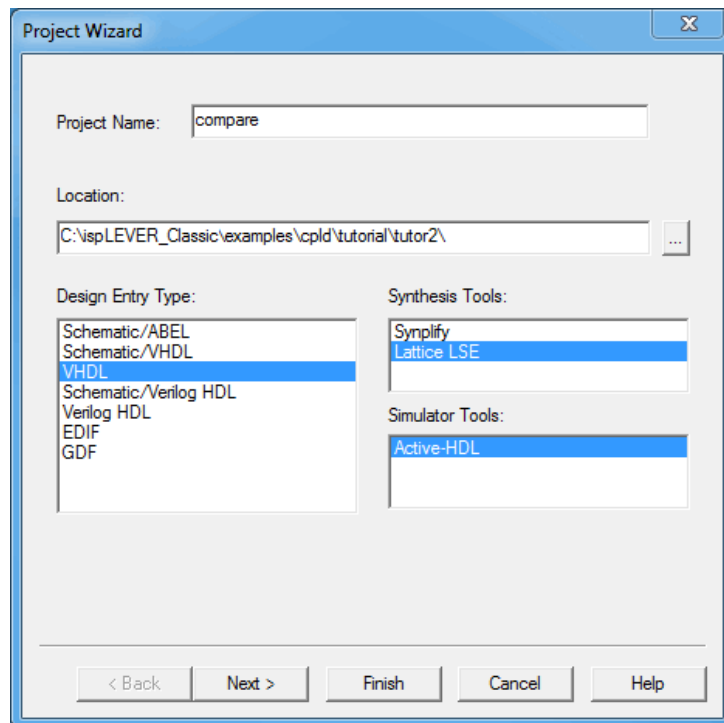 Project Wizard
Project Name: compare
Location:
C:\ispLEVER_Classic\examples\cpld\tutorial\tutor2\ ...
Design Entry Type: Synthesis Tools:
Schematic/ABEL Synplify
Schematic/VHDL Lattice LSE
VHDL
Schematic/Verilog HDL
Verilog HDL Simulator Tools:
EDIF Active-HDL
GDF
< Back Next > Finish Cancel Help